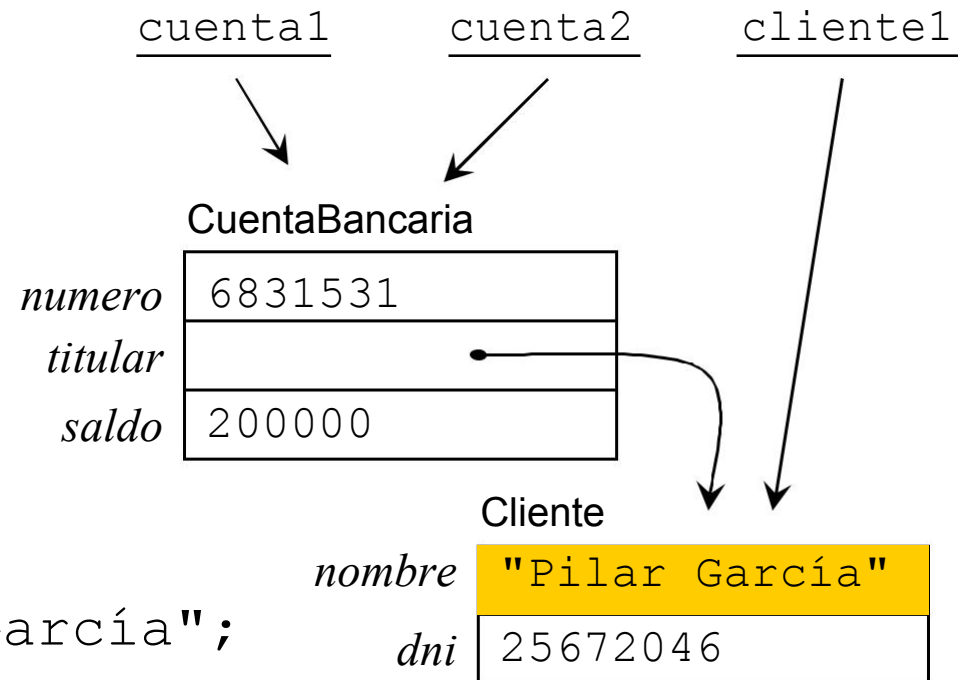 cuenta1 cuenta2 cliente1
CuentaBancaria
numero 6831531
titular
saldo 200000
Cliente
nombre "Pilar García"
arcía";
dni 25672046